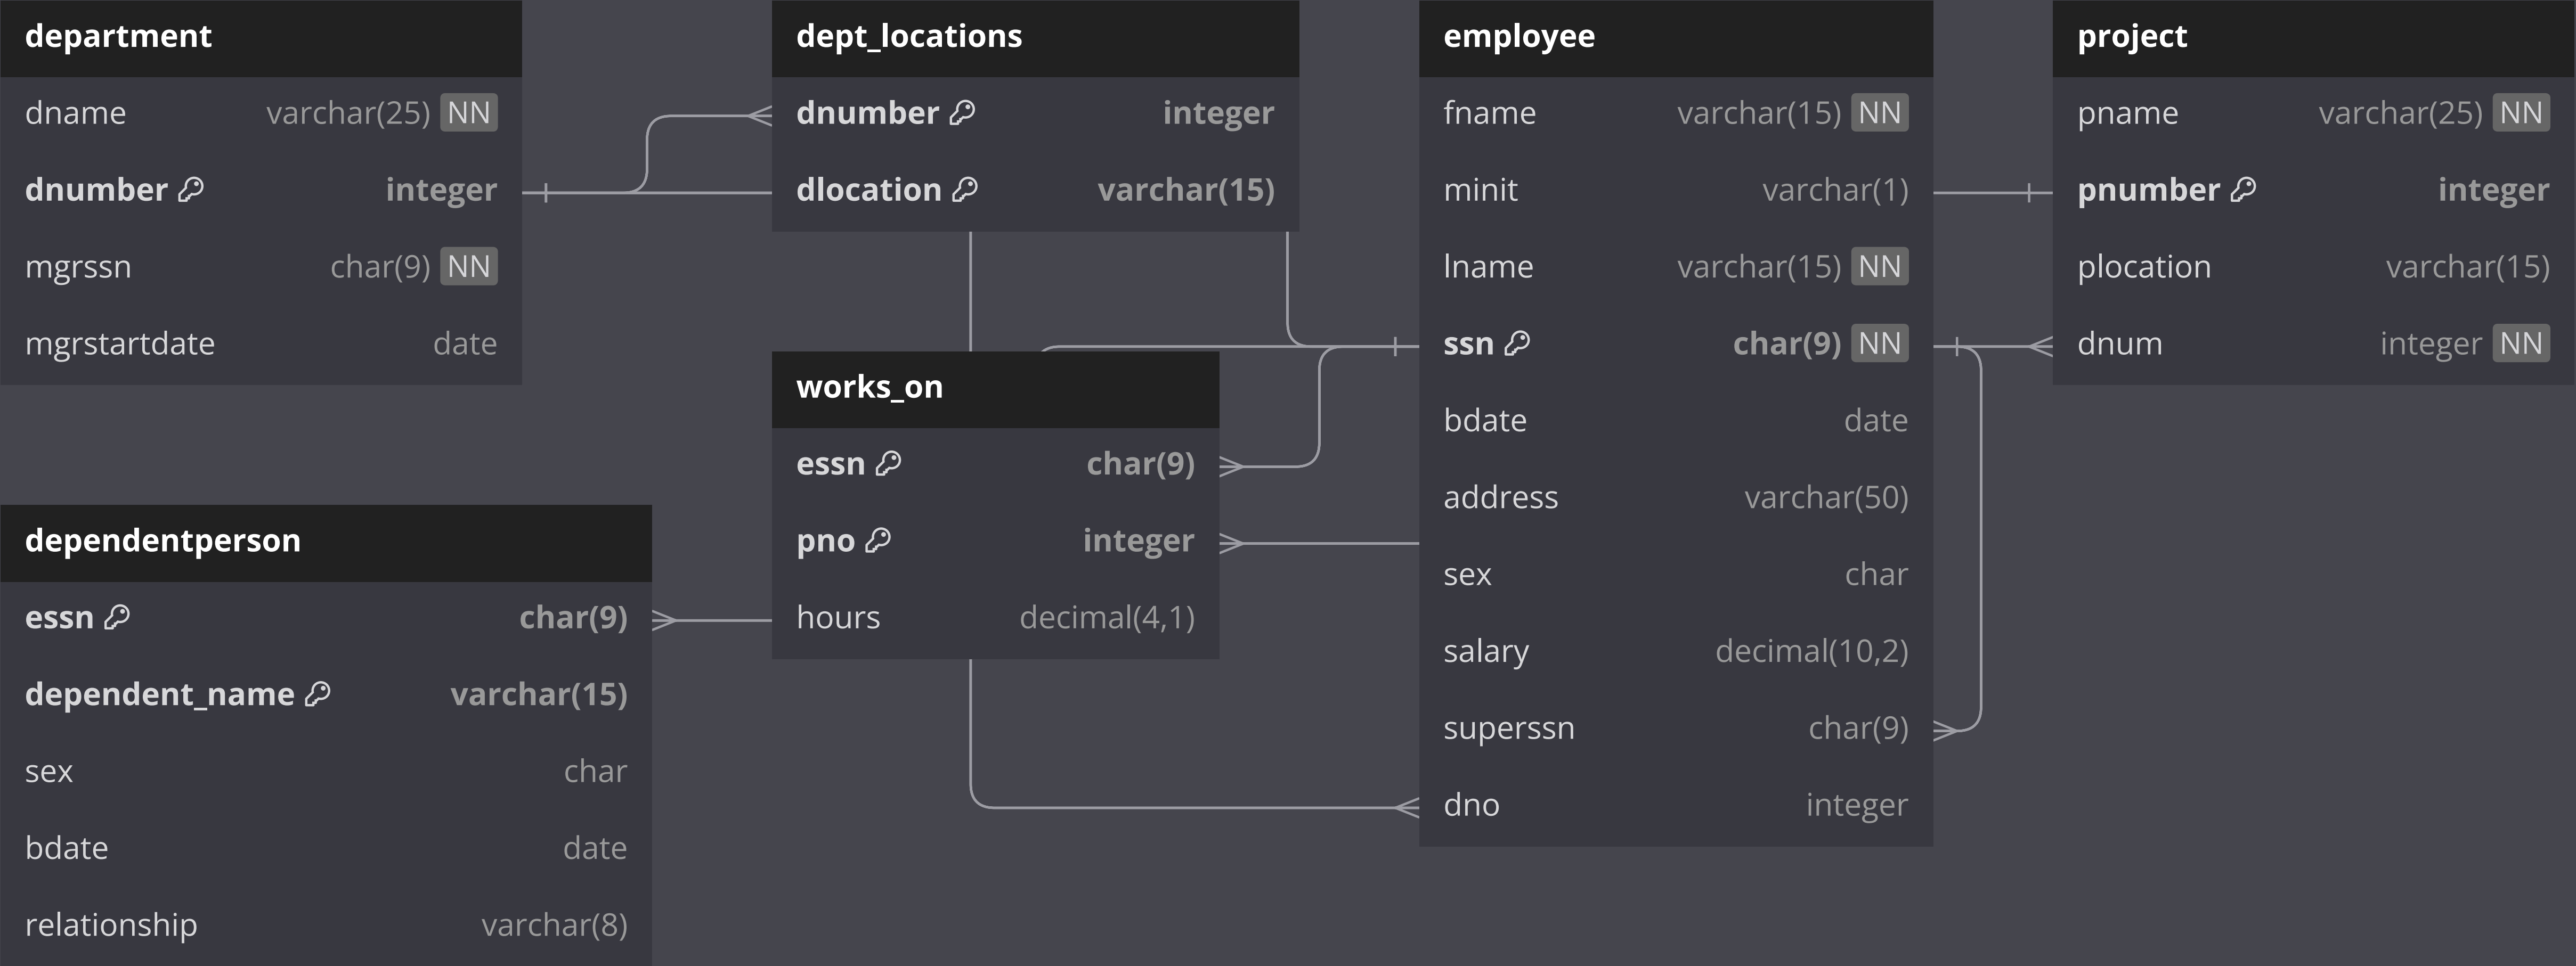 department
dname varchar(25) NN
dnumber integer
mgrssn char(9) NN
mgrstartdate date
dept_locations
dnumber integer
dlocation varchar(15)
employee
fname varchar(15) NN
minit varchar(1)
lname varchar(15) NN
ssn char(9) NN
bdate date
address varchar(50)
sex char
salary decimal(10,2)
superssn char(9)
dno integer
project
pname varchar(25) NN
pnumber integer
plocation varchar(15)
dnum integer NN
works_on
essn char(9)
pno integer
hours decimal(4,1)
dependentperson
essn char(9)
dependent_name varchar(15)
sex char
bdate date
relationship varchar(8)